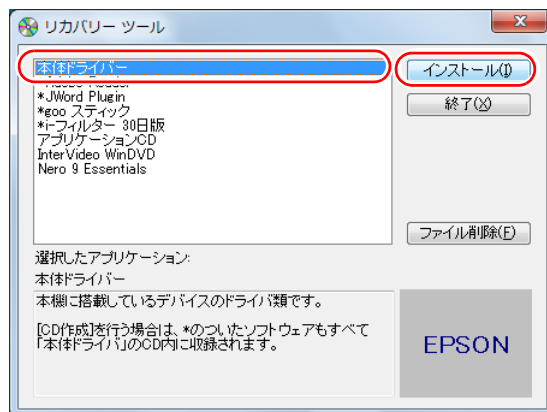 リカバリー ツール
本体ドライバー
*JWord Plugin
*goo スティック
*i-フィルター 30日版
アプリケーションCD
InterVideo WinDVD
Nero 9 Essentials
インストール(I)
終了(X)
ファイル削除(F)
選択したアプリケーション:
本体ドライバー
本機に搭載しているデバイスのドライバ類です。
[CD作成]を行う場合は、*のついたソフトウェアもすべて
「本体ドライバ」のCD内に収録されます。
EPSON